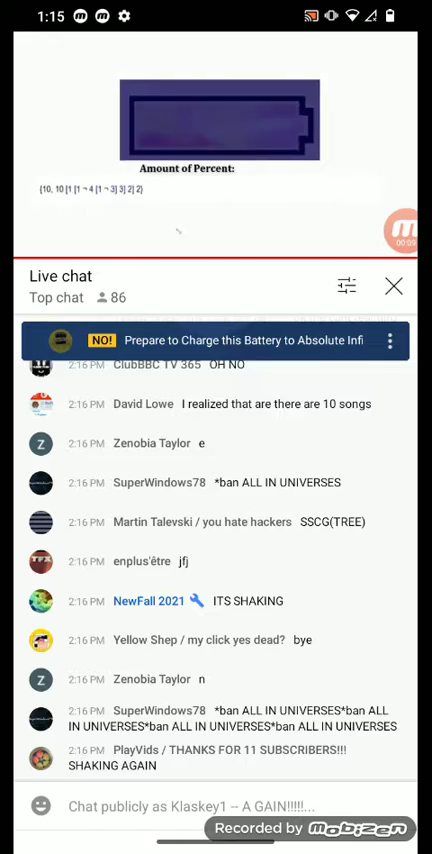 1:15
Amount of Percent:
{10, 10 [1 [1 ¬ 4 [1 ¬ 3] 3] 2] 2}
00:09
Live chat
Top chat 86
NO! Prepare to Charge this Battery to Absolute Infi
2:16 PM ClubBBC TV 365 OH NO
2:16 PM David Lowe I realized that are there are 10 songs
Z 2:16 PM Zenobia Taylor e
2:16 PM SuperWindows78 *ban ALL IN UNIVERSES
2:16 PM Martin Talevski / you hate hackers SSCG(TREE)
TFX 2:16 PM enplus'être jfj
2:16 PM NewFall 2021 ITS SHAKING
2:16 PM Yellow Shep / my click yes dead? bye
Z 2:16 PM Zenobia Taylor n
2:16 PM SuperWindows78 *ban ALL IN UNIVERSES*ban ALL
IN UNIVERSES*ban ALL IN UNIVERSES*ban ALL IN UNIVERSES
2:16 PM PlayVids / THANKS FOR 11 SUBSCRIBERS!!!
SHAKING AGAIN
Chat publicly as Klaskey1 -- A GAIN!!!!!...
Recorded by mobizen